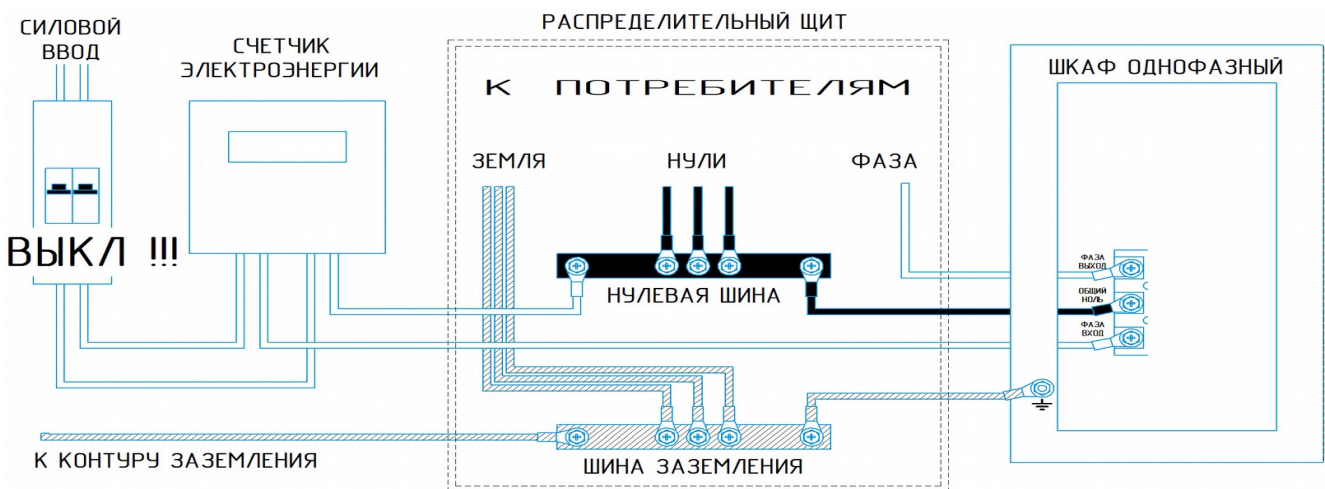 РАСПРЕДЕЛИТЕЛЬНЫЙ ЩИТ
СИЛОВОЙ
ВВОД
СЧЕТЧИК
ЭЛЕКТРОЭНЕРГИИ
К ПОТРЕБИТЕЛЯМ
ШКАФ ОДНОФАЗНЫЙ
ЗЕМЛЯ
НУЛИ
ФАЗА
ВЫКЛ !!!
НУЛЕВАЯ ШИНА
ФАЗА
ВЫХОД
ОБЩИЙ
НОЛЬ
ФАЗА
ВХОД
К КОНТУРУ ЗАЗЕМЛЕНИЯ
ШИНА ЗАЗЕМЛЕНИЯ